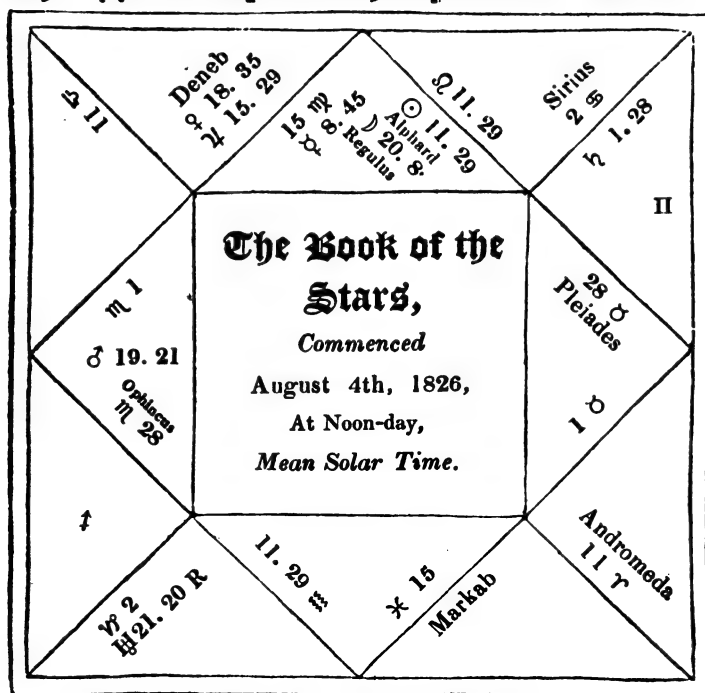 ♎ 11
Deneb
♀ 18. 35
♃ 15. 29
15 ♍
☿ 8. 45
Regulus
☽ 20. 8.
Alphard
☉ 11. 29
♌ 11. 29
Sirius
2 ♋
♄ 1. 28
♊
The Book of the
Stars,
Commenced
August 4th, 1826,
At Noon-day,
Mean Solar Time.
28 ♉
Pleiades
1 ♉
♏ 1
♂ 19. 21
Ophiucus
♏ 28
♐
♑ 2
♅ 21. 20 R
11. 29 ♒
♓ 15
Markab
Andromeda
11 ♈